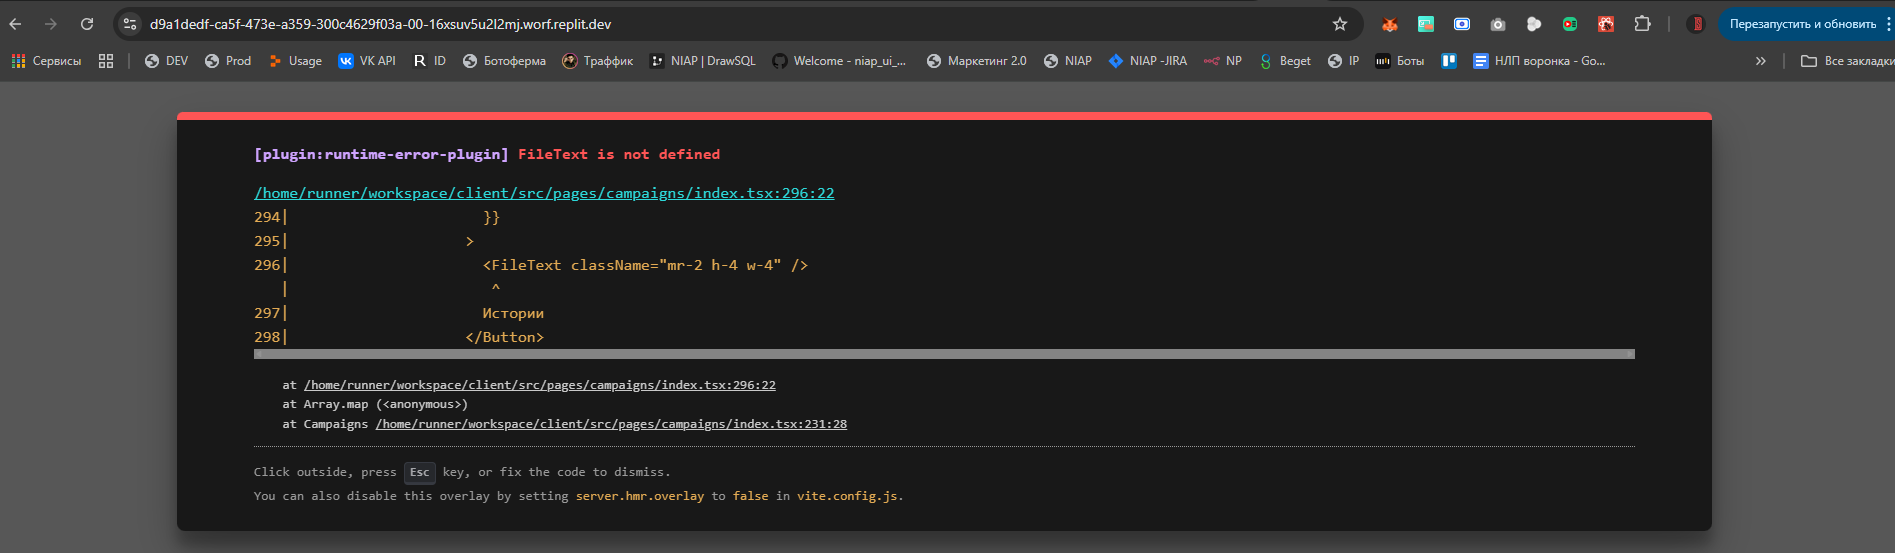 d9a1dedf-ca5f-473e-a359-300c4629f03a-00-16xsuv5u2l2mj.worf.replit.dev
Перезапустить и обновить
Сервисы DEV Prod Usage VK API ID Ботоферма Траффик NIAP | DrawSQL Welcome - niap_ui_... Маркетинг 2.0 NIAP NIAP -JIRA NP Beget IP Боты НЛП воронка - Go... » Все закладки
[plugin:runtime-error-plugin] FileText is not defined
/home/runner/workspace/client/src/pages/campaigns/index.tsx:296:22
294| }}
295| >
296| <FileText className="mr-2 h-4 w-4" />
| ^
297| Истории
298| </Button>
at /home/runner/workspace/client/src/pages/campaigns/index.tsx:296:22
at Array.map (<anonymous>)
at Campaigns /home/runner/workspace/client/src/pages/campaigns/index.tsx:231:28
Click outside, press Esc key, or fix the code to dismiss.
You can also disable this overlay by setting server.hmr.overlay to false in vite.config.js.